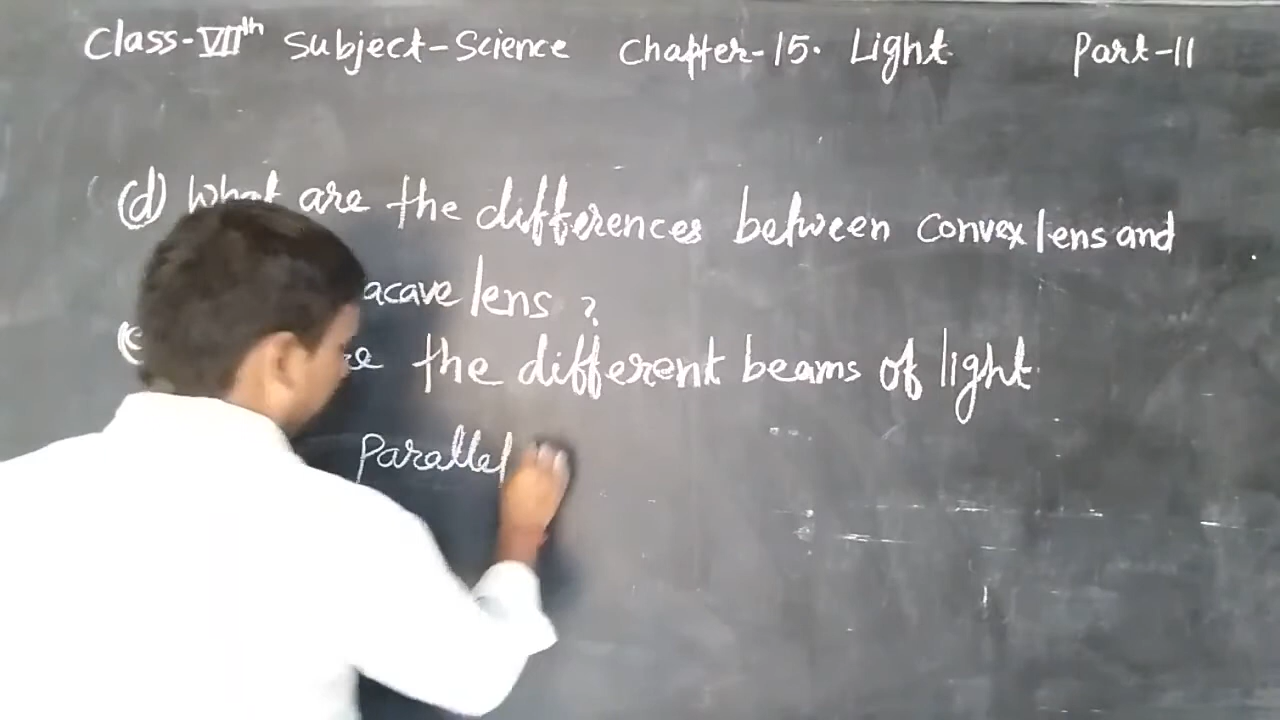 Class-VIIth Subject-Science Chapter-15. Light Part-11
(d) What are the differences between convex lens and
acave lens ?
(e the different beams of light
Parallel